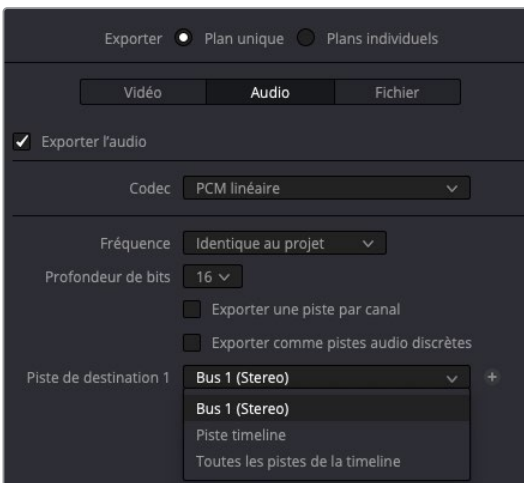 Exporter Plan unique Plans individuels
Vidéo Audio Fichier
Exporter l'audio
Codec PCM linéaire
Fréquence Identique au projet
Profondeur de bits 16
Exporter une piste par canal
Exporter comme pistes audio discrètes
Piste de destination 1 Bus 1 (Stereo)
Bus 1 (Stereo)
Piste timeline
Toutes les pistes de la timeline